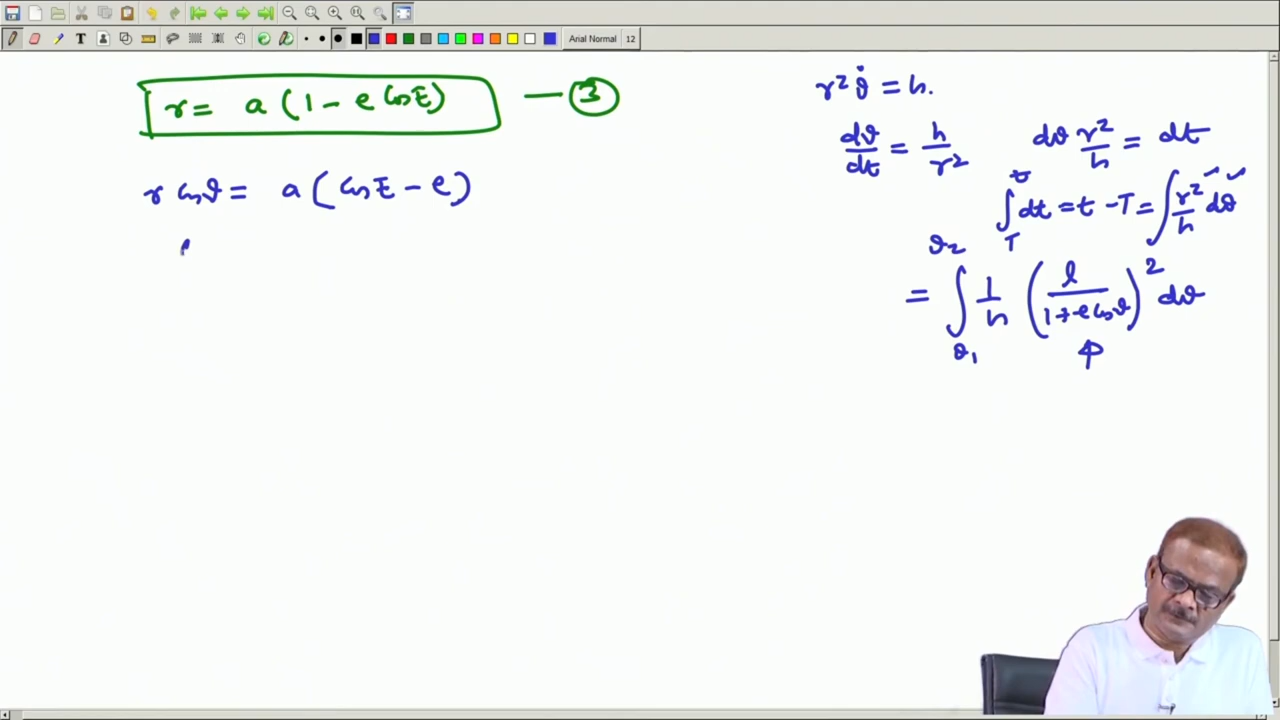 Arial Normal 12
r = a (1 - e cos E) — ③
r cos θ = a (cos E - e)
r² θ̇ = h.
dθ/dt = h/r² dθ r²/h = dt
∫_T^t dt = t - T = ∫ r²/h dθ
= ∫_θ₁^θ₂ 1/h (l / 1 + e cos θ)² dθ